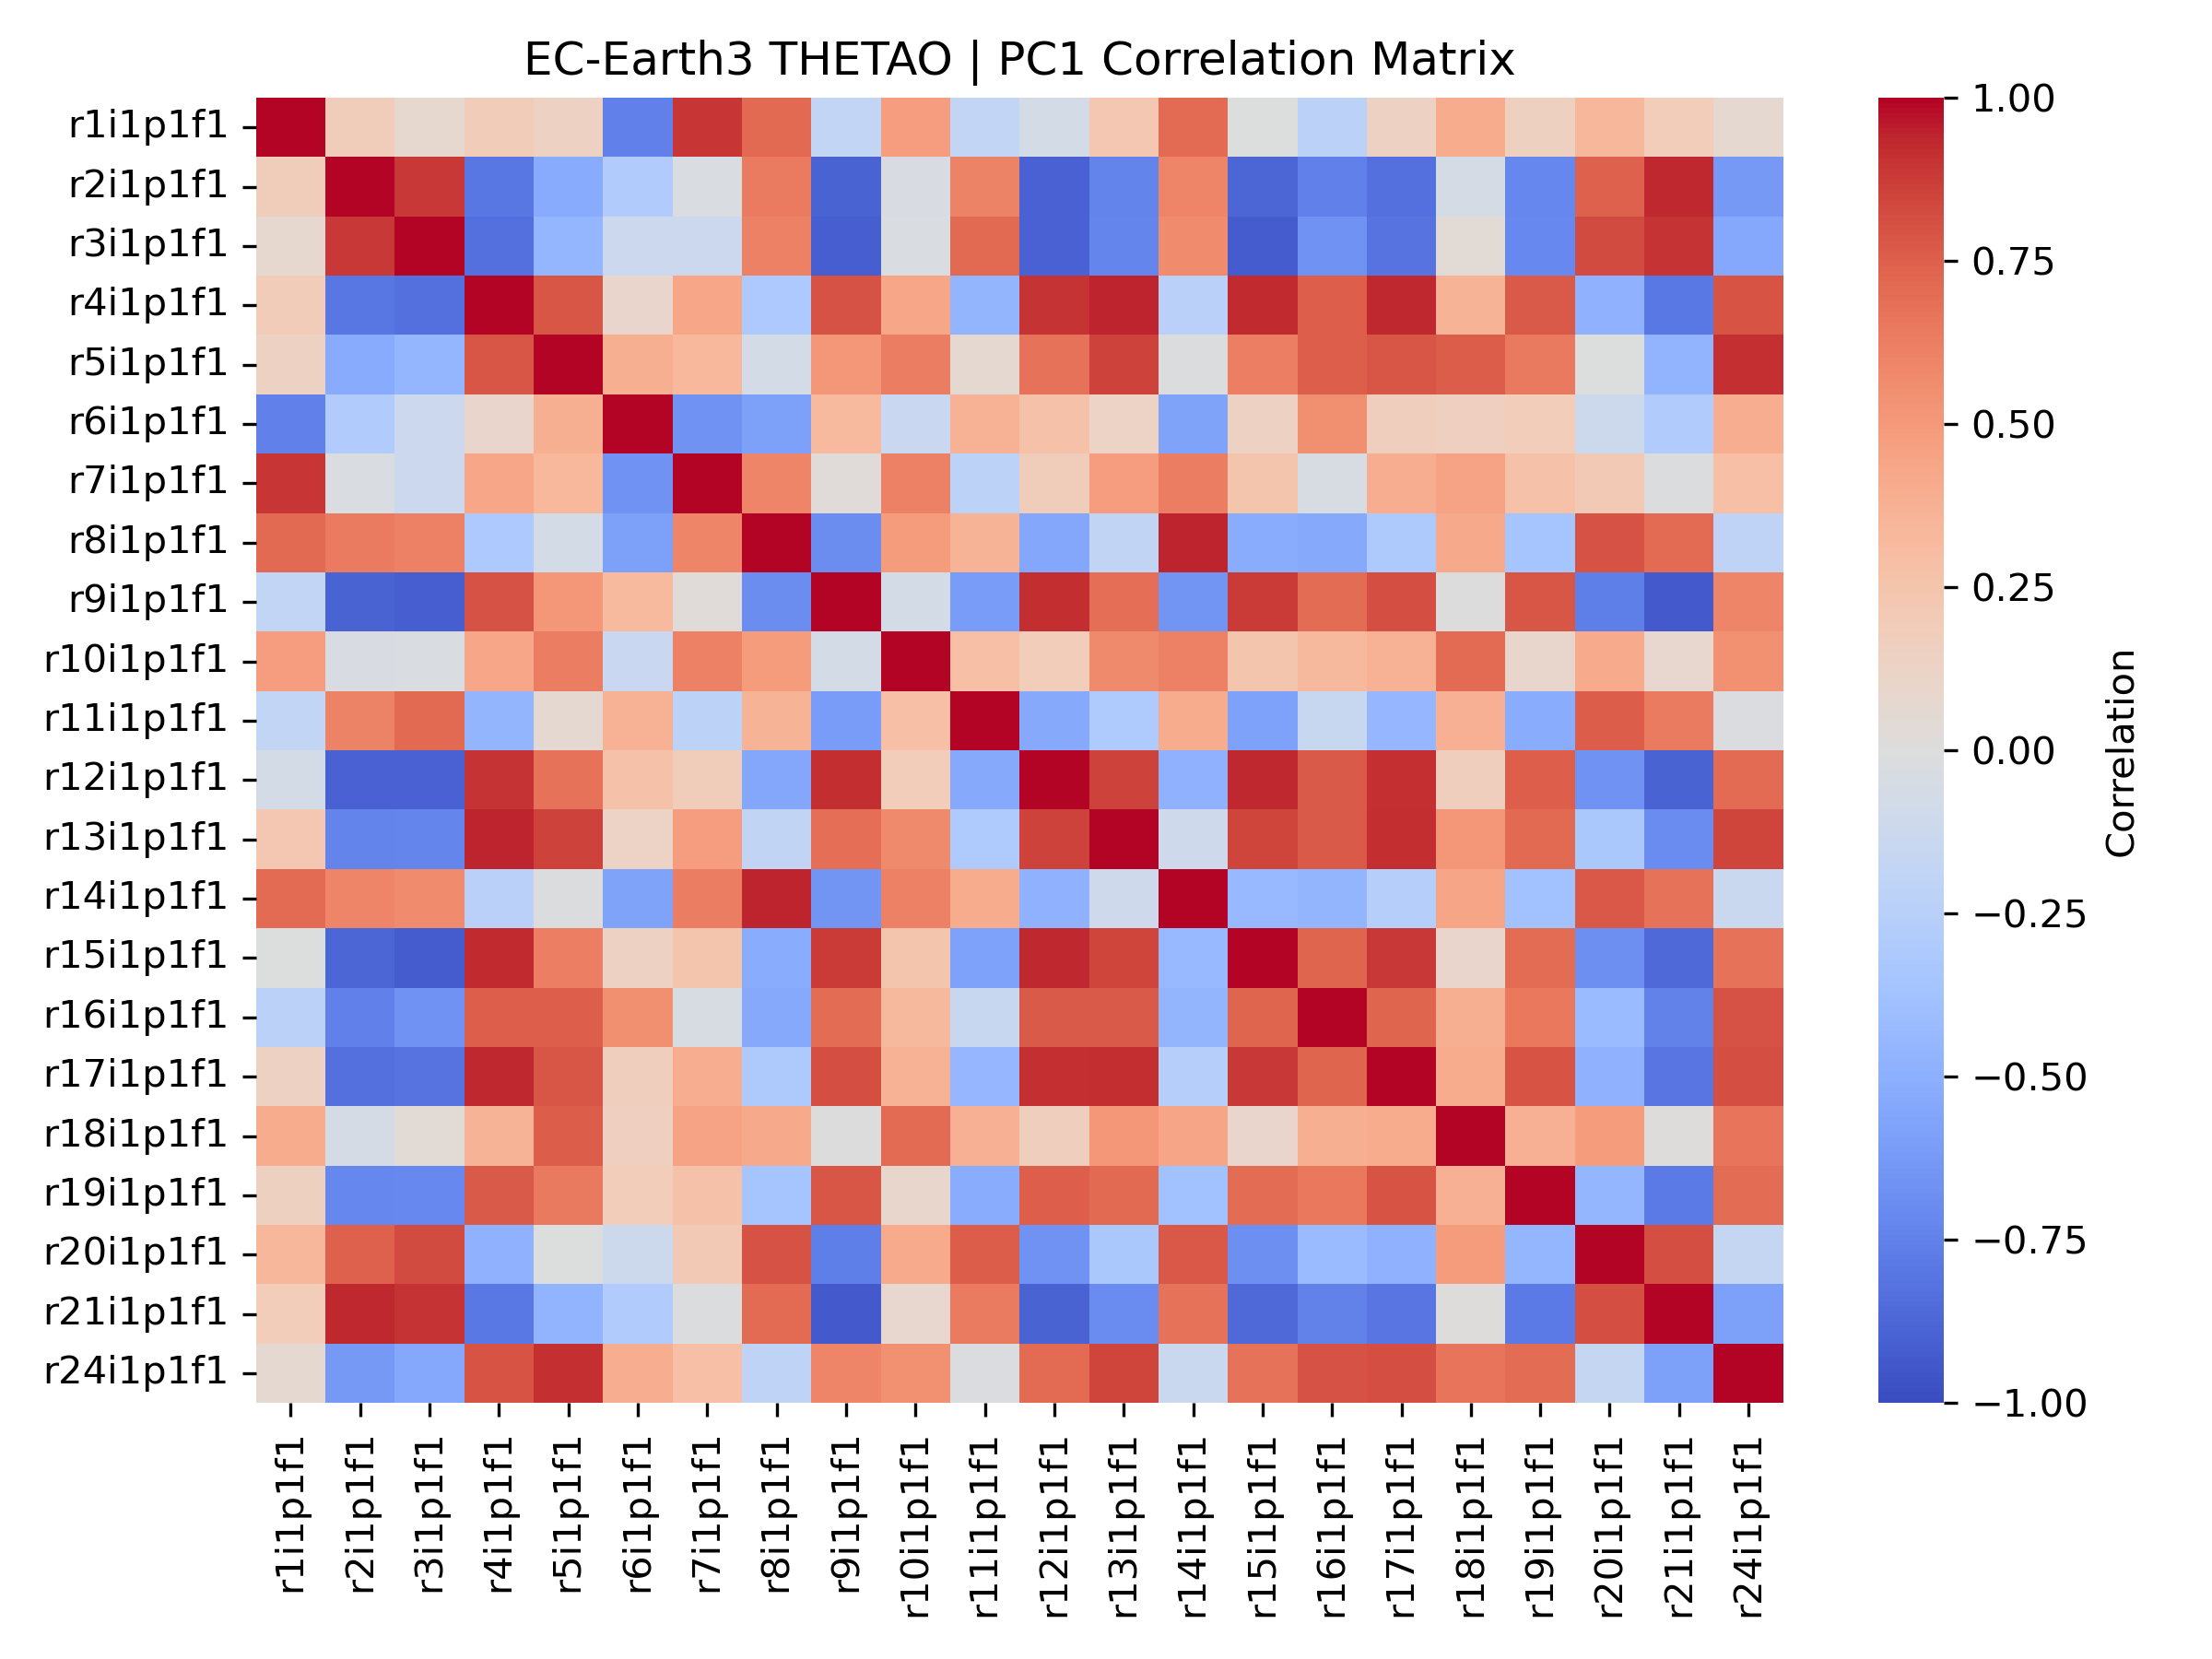 EC-Earth3 THETAO | PC1 Correlation Matrix
r1i1p1f1
r2i1p1f1
r3i1p1f1
r4i1p1f1
r5i1p1f1
r6i1p1f1
r7i1p1f1
r8i1p1f1
r9i1p1f1
r10i1p1f1
r11i1p1f1
r12i1p1f1
r13i1p1f1
r14i1p1f1
r15i1p1f1
r16i1p1f1
r17i1p1f1
r18i1p1f1
r19i1p1f1
r20i1p1f1
r21i1p1f1
r24i1p1f1
r1i1p1f1
r2i1p1f1
r3i1p1f1
r4i1p1f1
r5i1p1f1
r6i1p1f1
r7i1p1f1
r8i1p1f1
r9i1p1f1
r10i1p1f1
r11i1p1f1
r12i1p1f1
r13i1p1f1
r14i1p1f1
r15i1p1f1
r16i1p1f1
r17i1p1f1
r18i1p1f1
r19i1p1f1
r20i1p1f1
r21i1p1f1
r24i1p1f1
1.00
0.75
0.50
0.25
0.00
−0.25
−0.50
−0.75
−1.00
Correlation